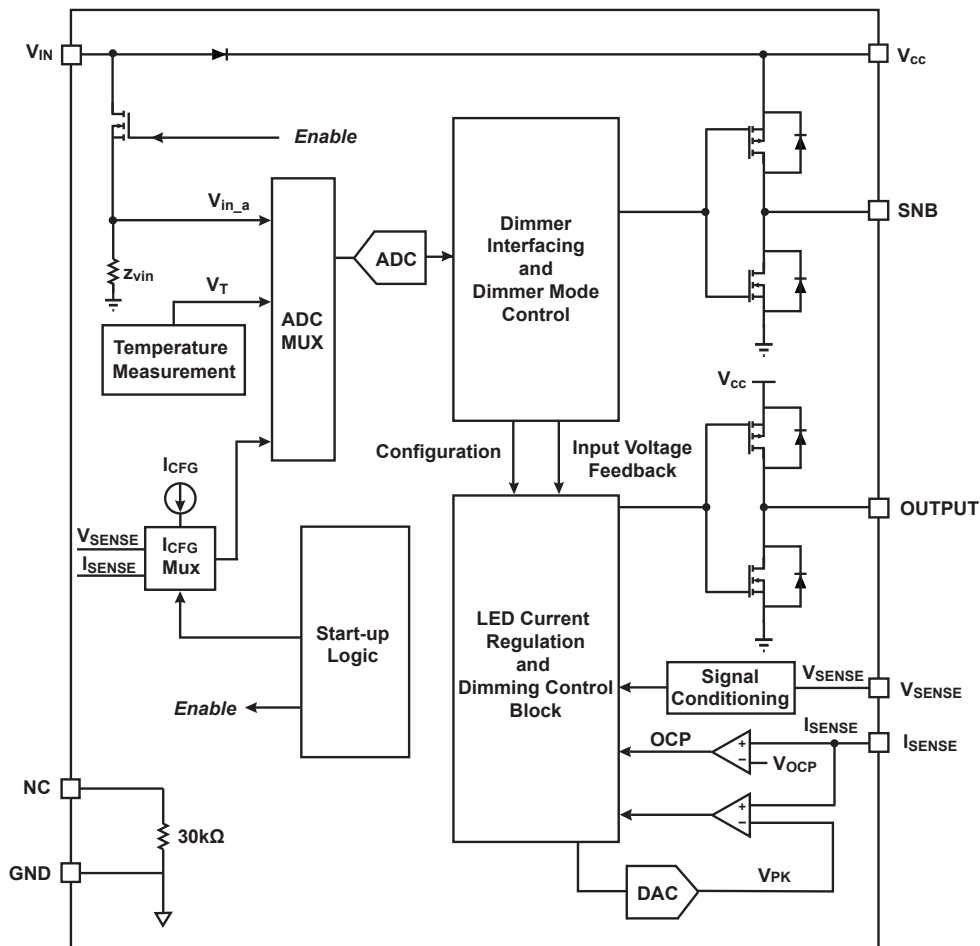 VIN
Vcc
Enable
Vin_a
zvin
VT
Temperature
Measurement
ADC
MUX
ADC
Dimmer
Interfacing
and
Dimmer Mode
Control
SNB
Vcc
Configuration
Input Voltage
Feedback
ICFG
VSENSE
ISENSE
ICFG
Mux
OUTPUT
Start-up
Logic
Enable
LED Current
Regulation
and
Dimming Control
Block
Signal
Conditioning
VSENSE
VSENSE
ISENSE
ISENSE
OCP
+
−
VOCP
+
−
NC
30kΩ
GND
DAC
VPK